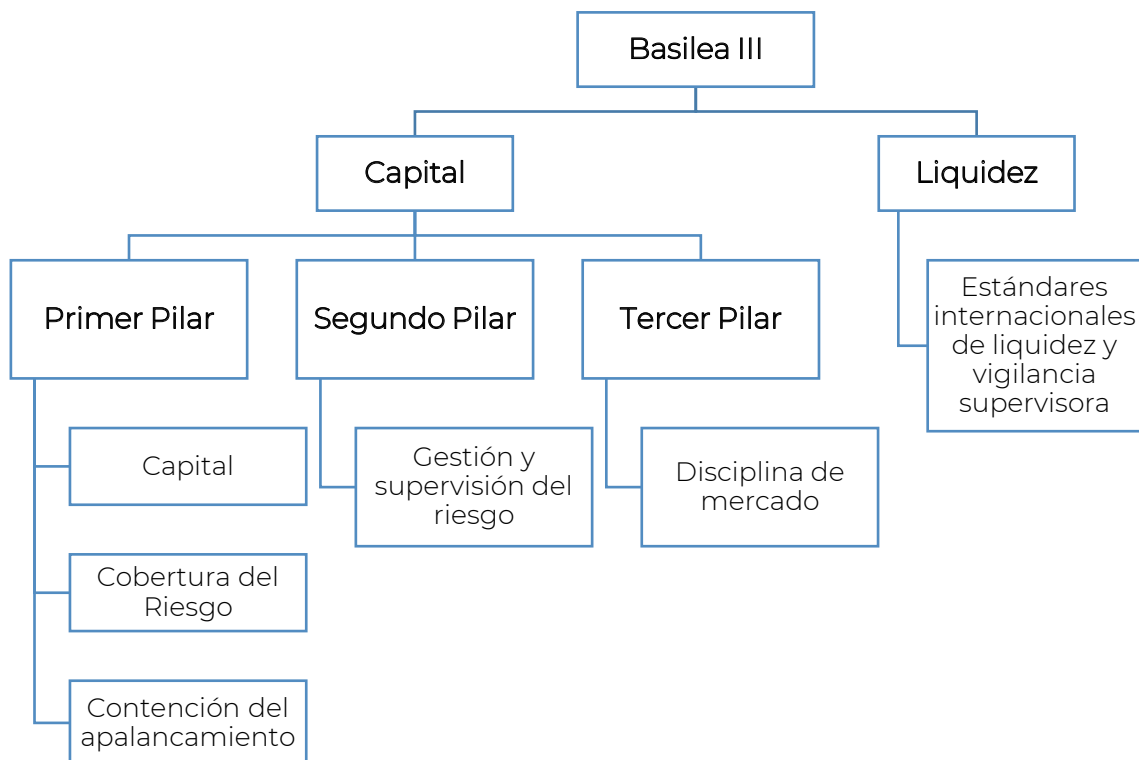 Basilea III
Capital
Liquidez
Primer Pilar
Segundo Pilar
Tercer Pilar
Estándares
internacionales
de liquidez y
vigilancia
supervisora
Capital
Gestión y
supervisión del
riesgo
Disciplina de
mercado
Cobertura del
Riesgo
Contención del
apalancamiento